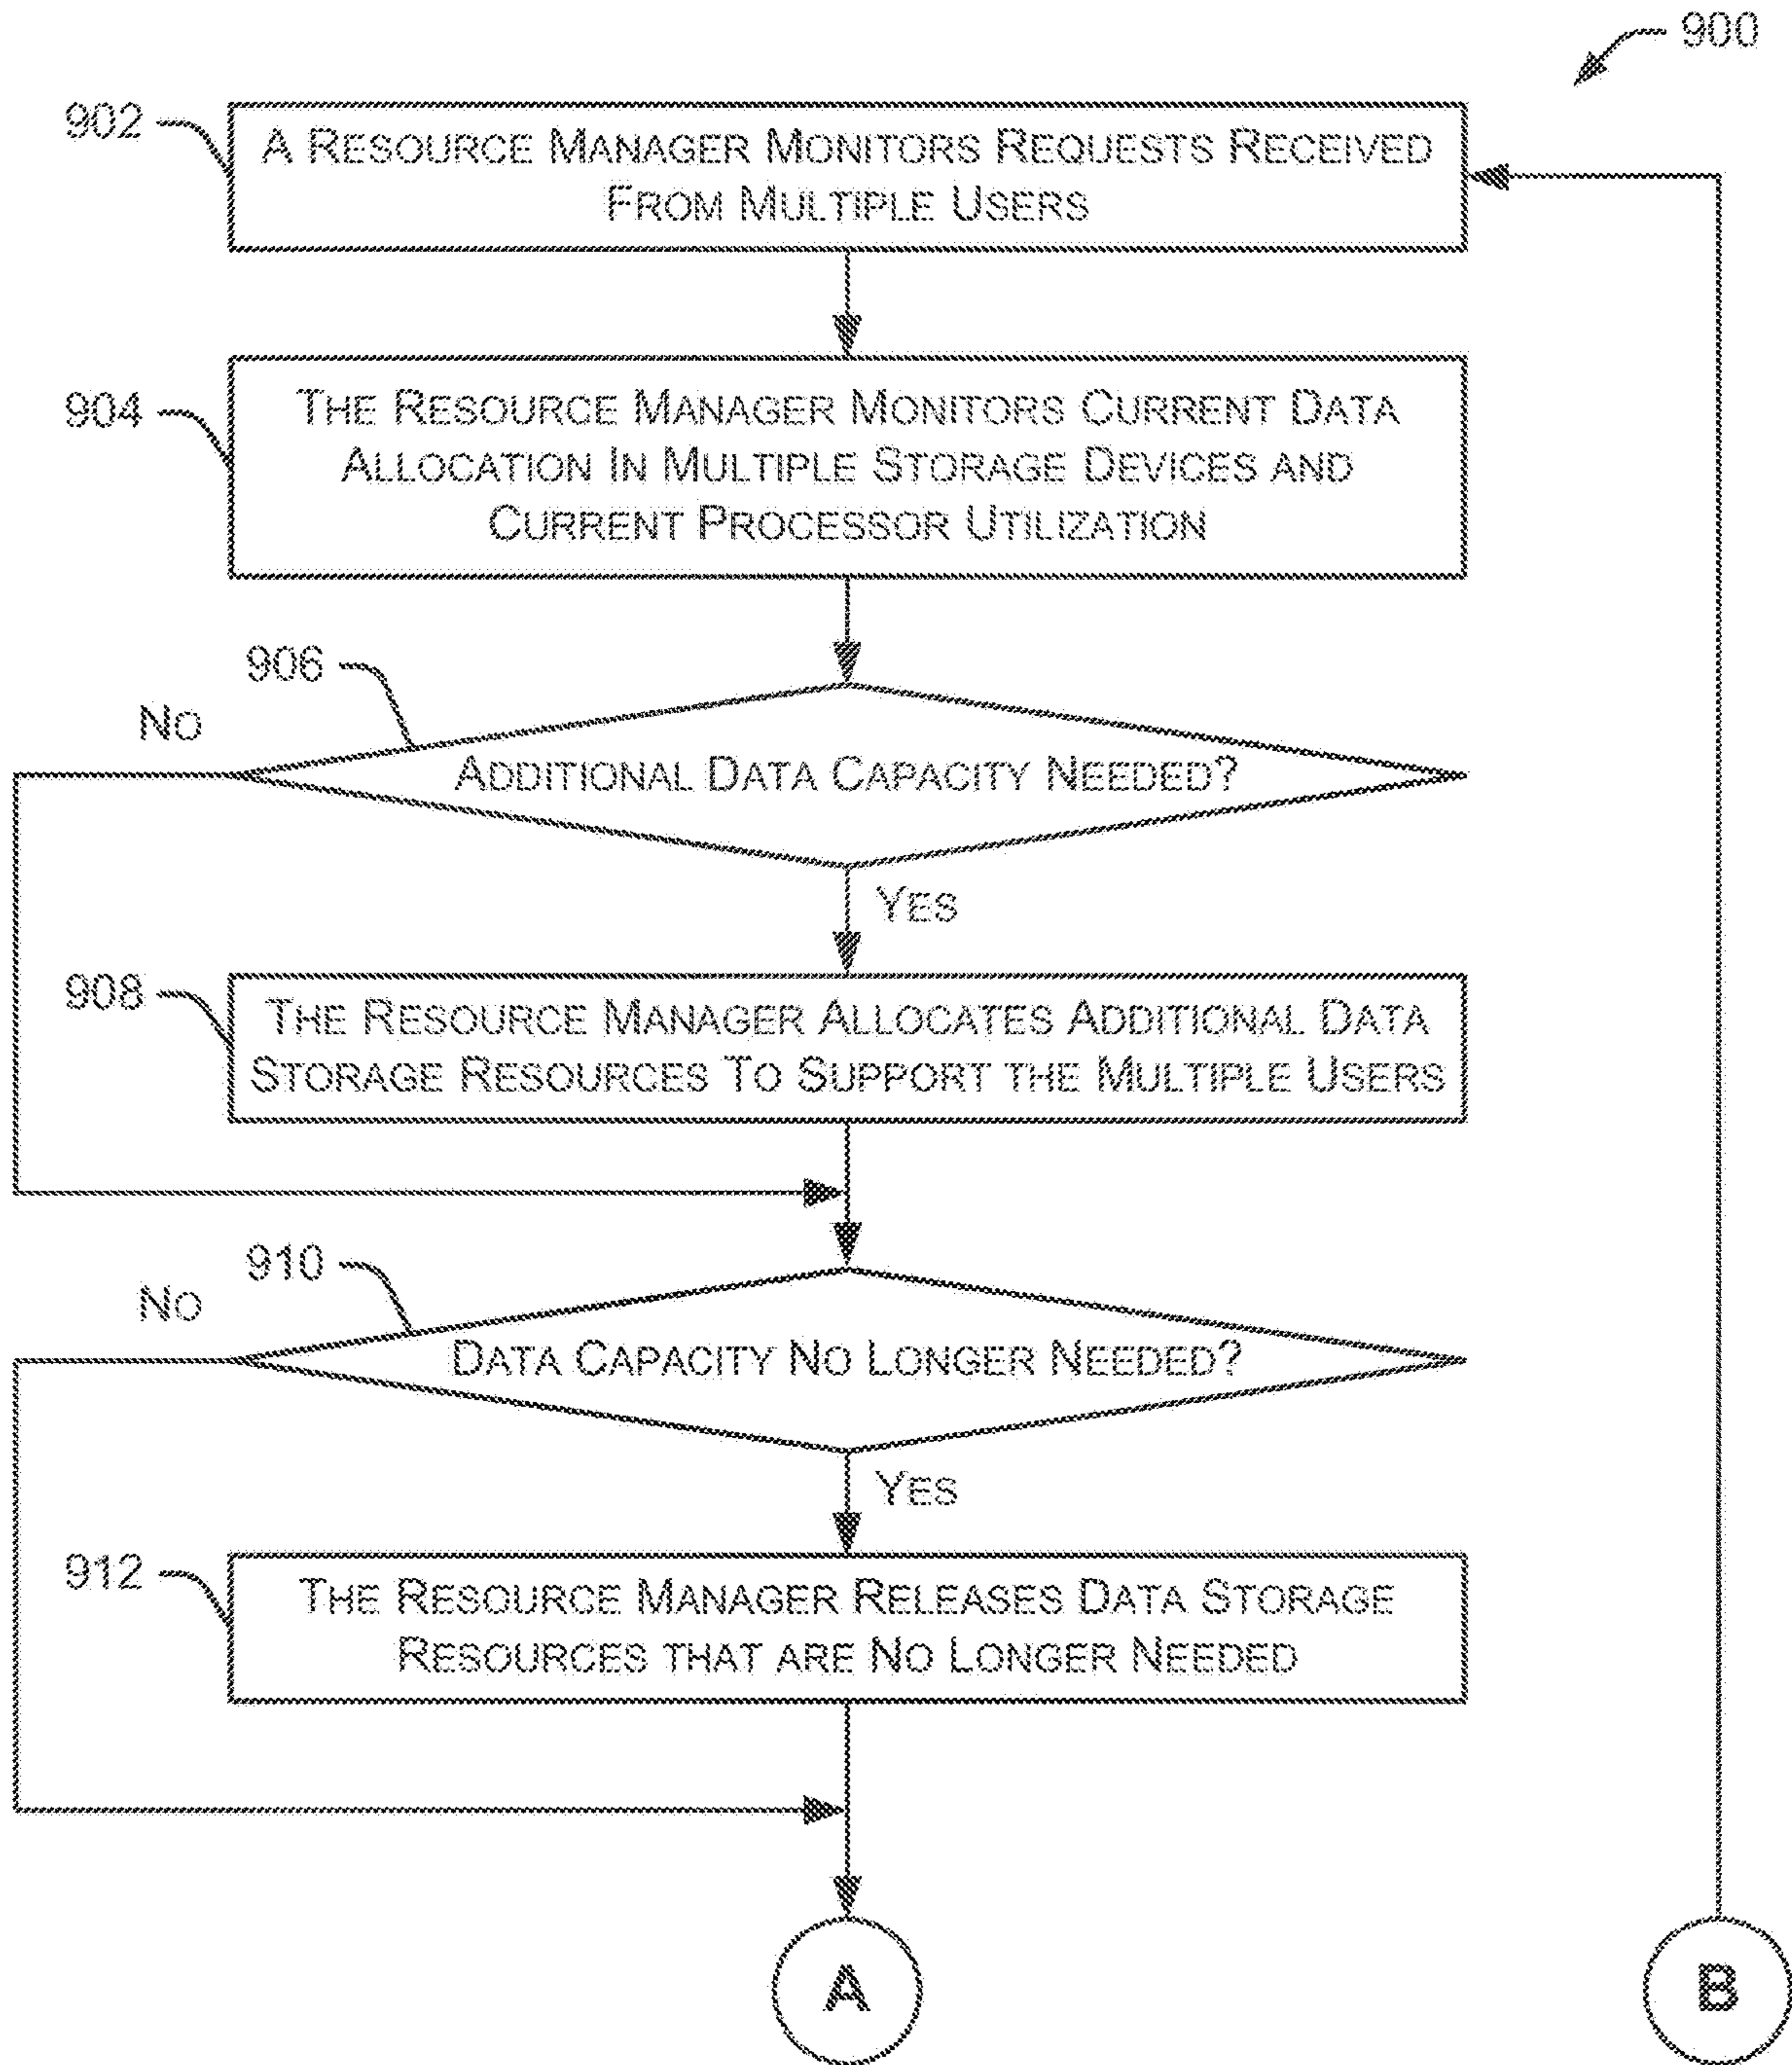 900
902
A RESOURCE MANAGER MONITORS REQUESTS RECEIVED
FROM MULTIPLE USERS
904
THE RESOURCE MANAGER MONITORS CURRENT DATA
ALLOCATION IN MULTIPLE STORAGE DEVICES AND
CURRENT PROCESSOR UTILIZATION
906
NO
ADDITIONAL DATA CAPACITY NEEDED?
YES
908
THE RESOURCE MANAGER ALLOCATES ADDITIONAL DATA
STORAGE RESOURCES TO SUPPORT THE MULTIPLE USERS
910
NO
DATA CAPACITY NO LONGER NEEDED?
YES
912
THE RESOURCE MANAGER RELEASES DATA STORAGE
RESOURCES THAT ARE NO LONGER NEEDED
A
B